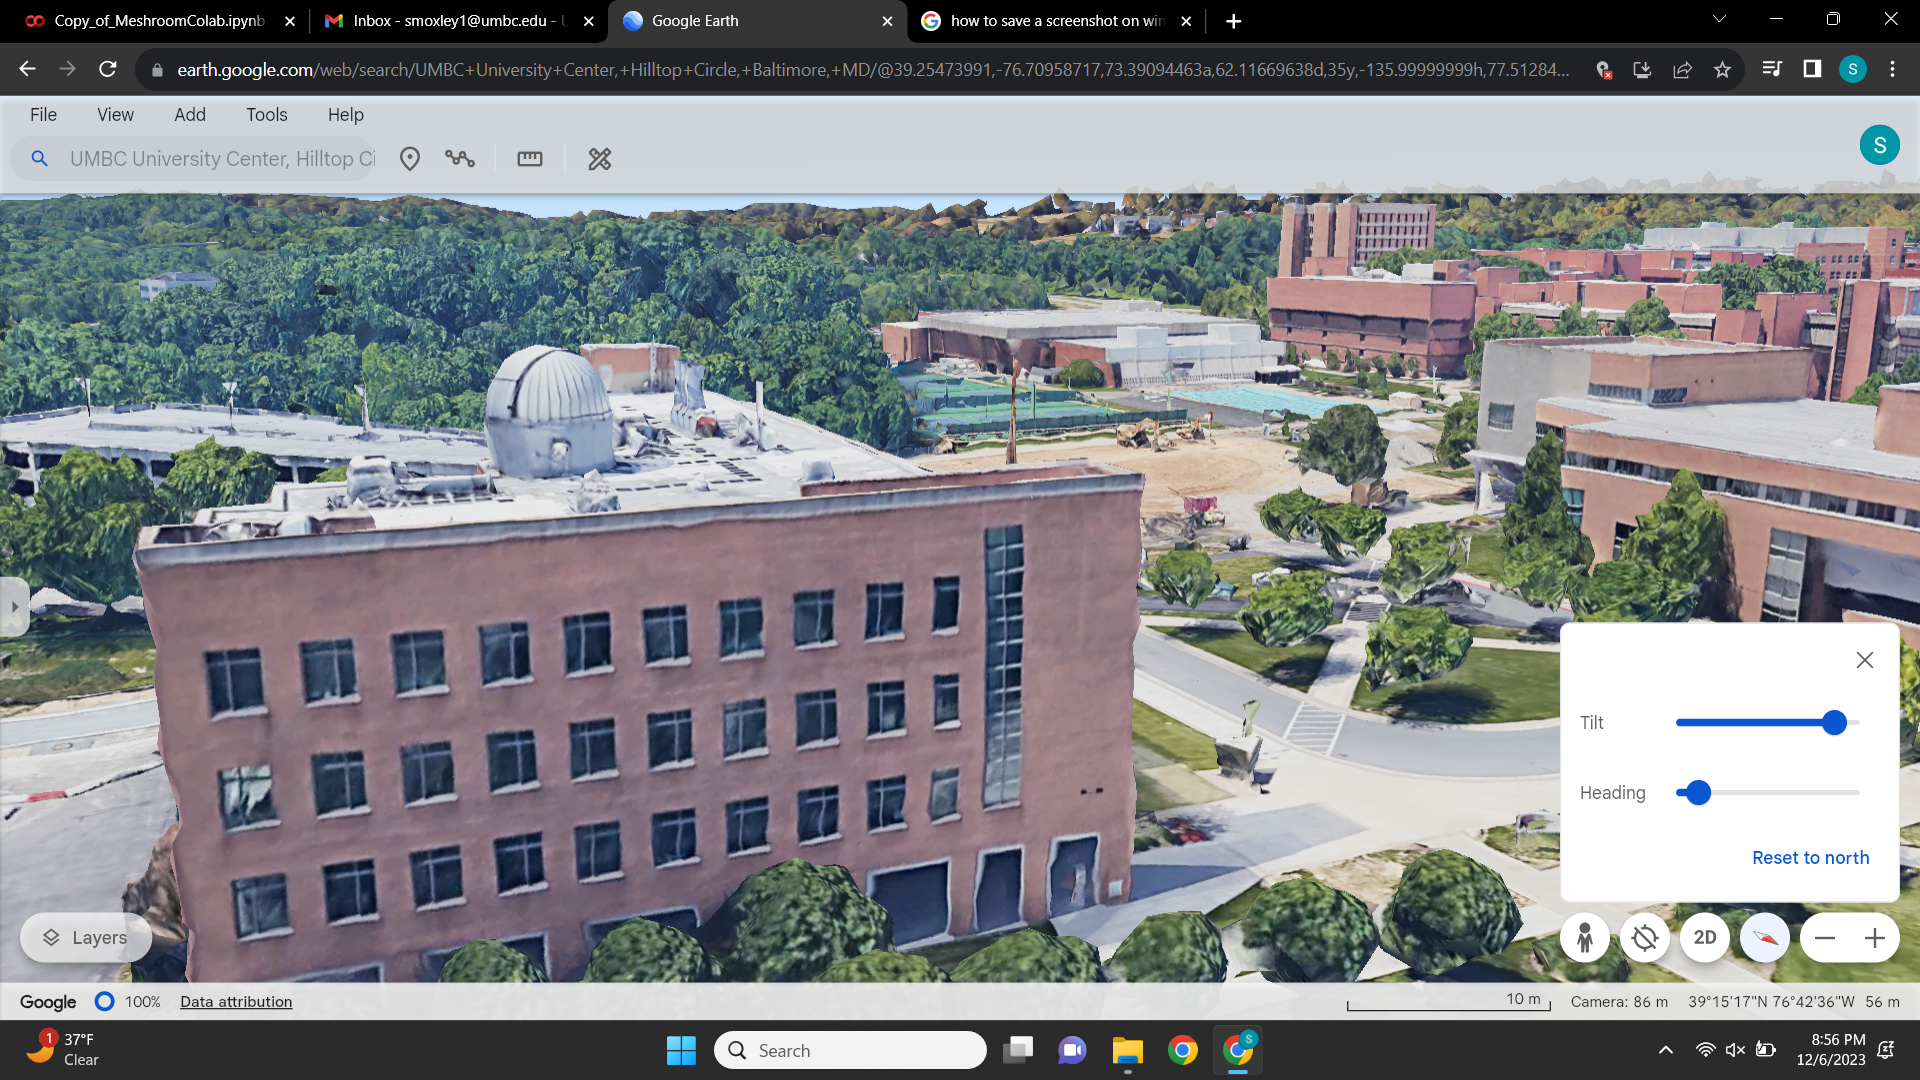 Copy_of_MeshroomColab.ipynb
Inbox - smoxley1@umbc.edu - U
Google Earth
how to save a screenshot on win
earth.google.com/web/search/UMBC+University+Center,+Hilltop+Circle,+Baltimore,+MD/@39.25473991,-76.70958717,73.39094463a,62.11669638d,35y,-135.99999999h,77.51284...
S
File View Add Tools Help
UMBC University Center, Hilltop Ci
S
Tilt
Heading
Reset to north
Layers
2D
Google 100% Data attribution
10 m
Camera: 86 m 39°15'17"N 76°42'36"W 56 m
1
37°F
Clear
Search
S
8:56 PM
12/6/2023